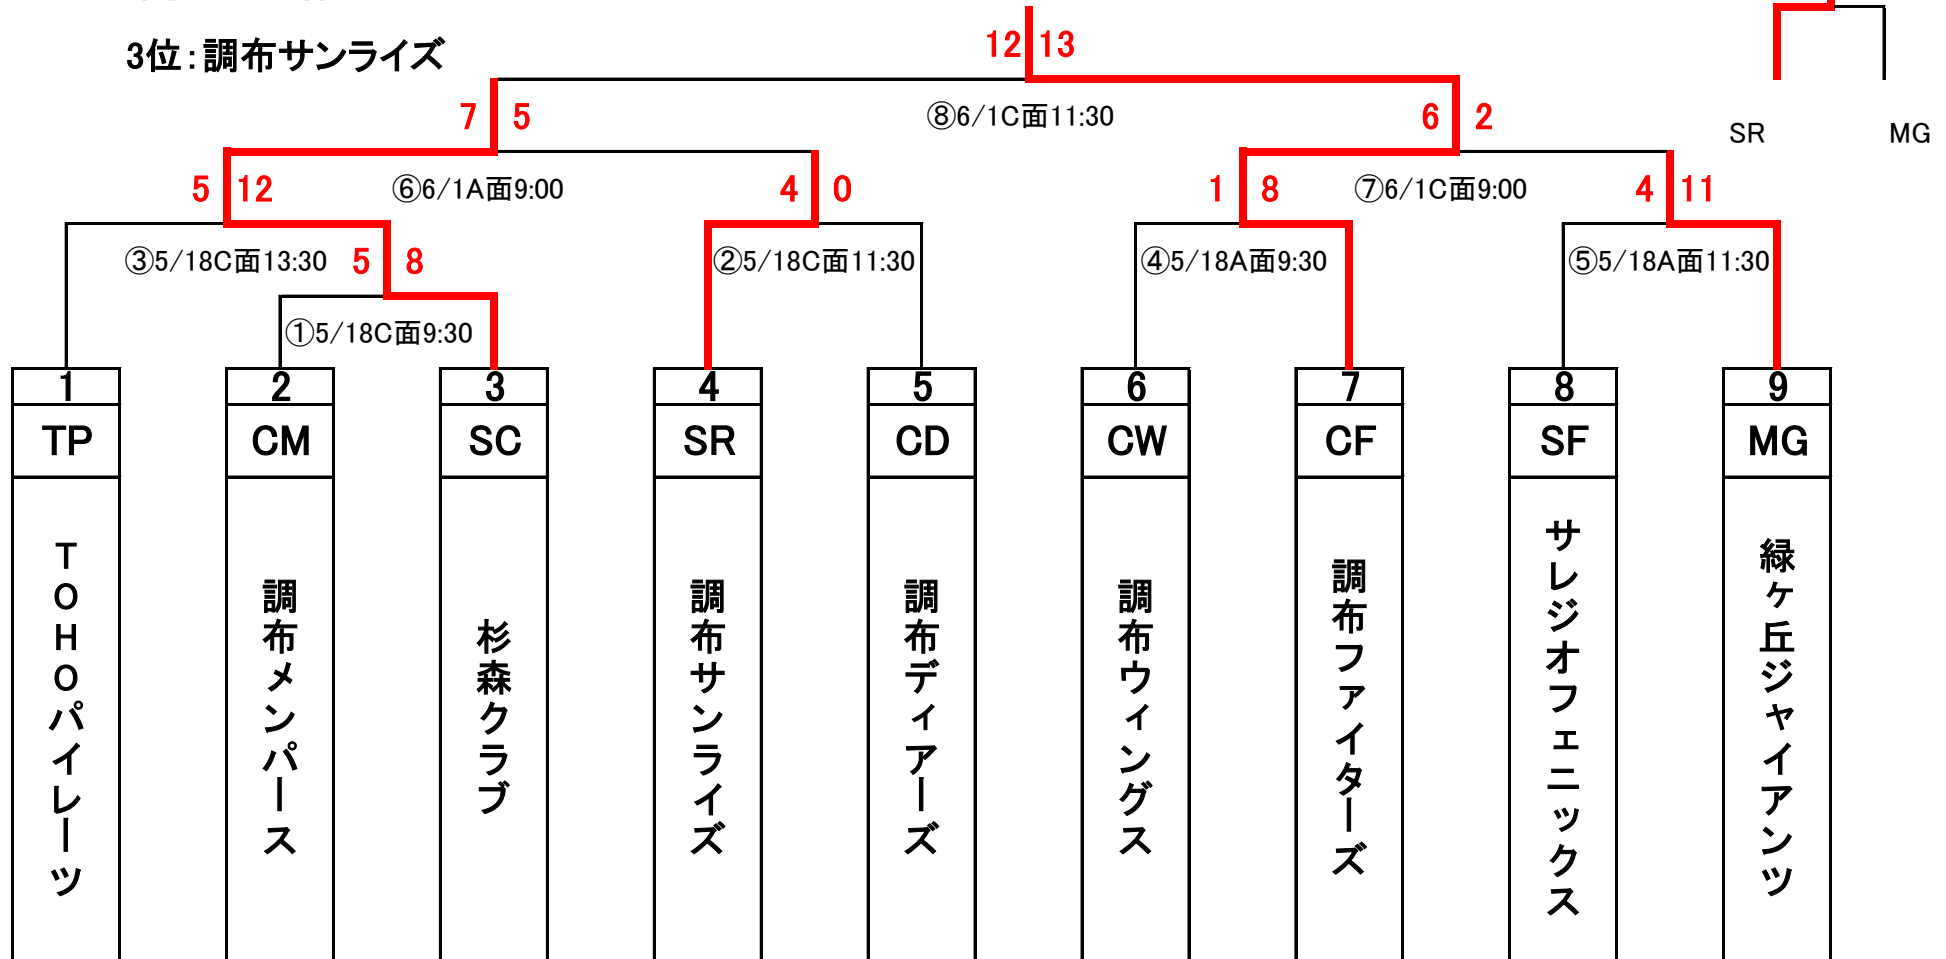 3位：調布サンライズ
12 13
7 5
⑧6/1C面11:30
6 2
SR MG
5 12
⑥6/1A面9:00
4 0
1 8
⑦6/1C面9:00
4 11
③5/18C面13:30
5 8
②5/18C面11:30
④5/18A面9:30
⑤5/18A面11:30
①5/18C面9:30
1 2 3 4 5 6 7 8 9
TP CM SC SR CD CW CF SF MG
TOHOパイレーツ
調布メンパース
杉森クラブ
調布サンライズ
調布ディアーズ
調布ウィングス
調布ファイターズ
サレジオフェニックス
緑ヶ丘ジャイアンツ